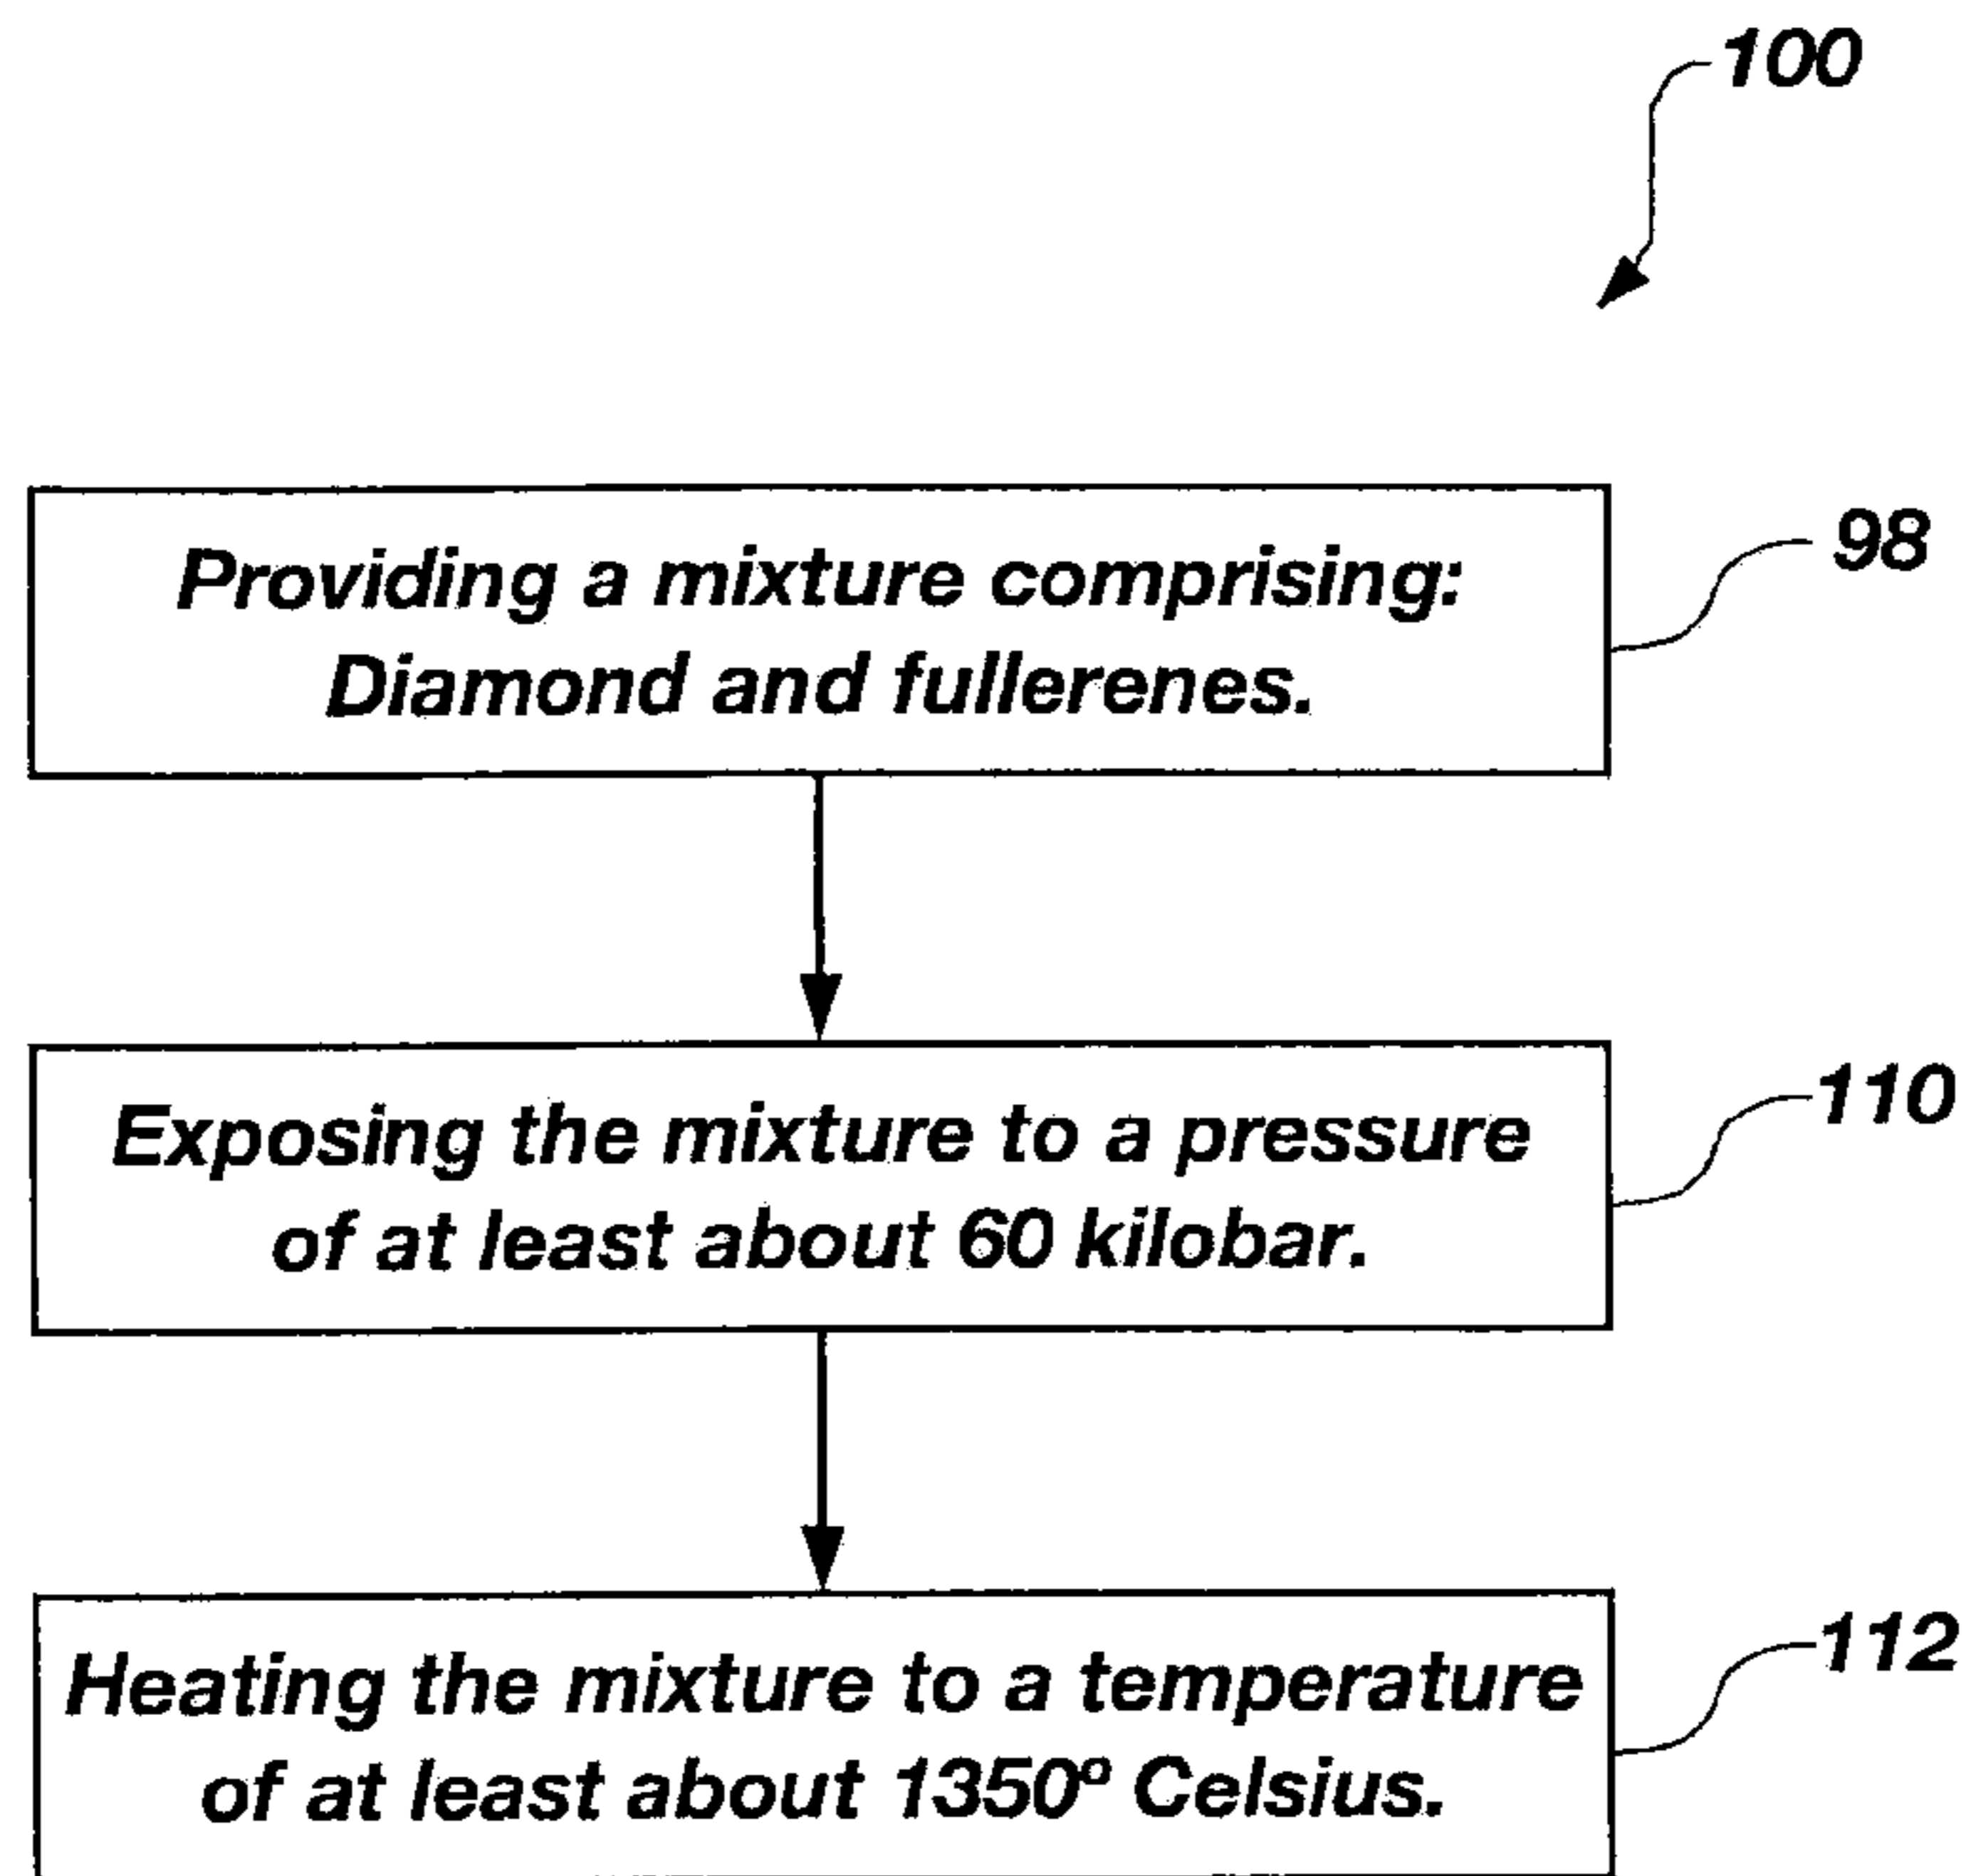 100
Providing a mixture comprising:
Diamond and fullerenes.
98
Exposing the mixture to a pressure
of at least about 60 kilobar.
110
Heating the mixture to a temperature
of at least about 1350º Celsius.
112